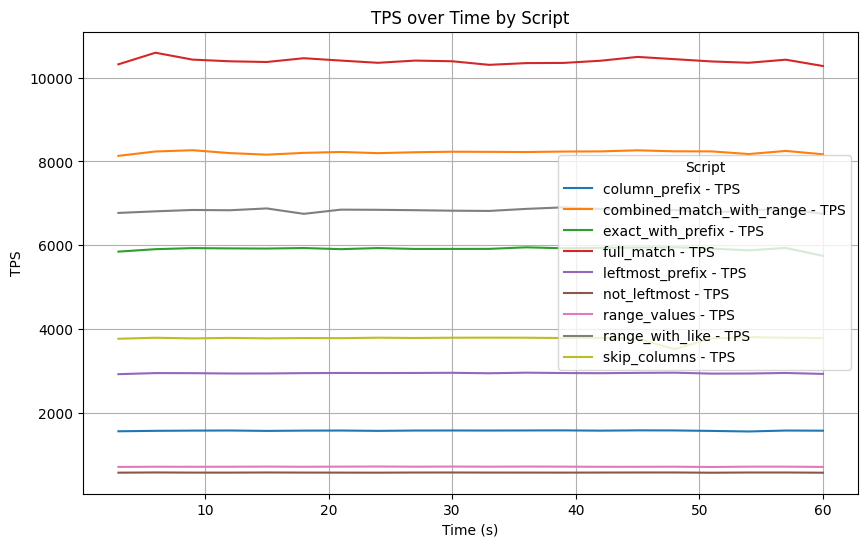 TPS over Time by Script
TPS
10000
8000
6000
4000
2000
Script
column_prefix - TPS
combined_match_with_range - TPS
exact_with_prefix - TPS
full_match - TPS
leftmost_prefix - TPS
not_leftmost - TPS
range_values - TPS
range_with_like - TPS
skip_columns - TPS
10 20 30 40 50 60
Time (s)